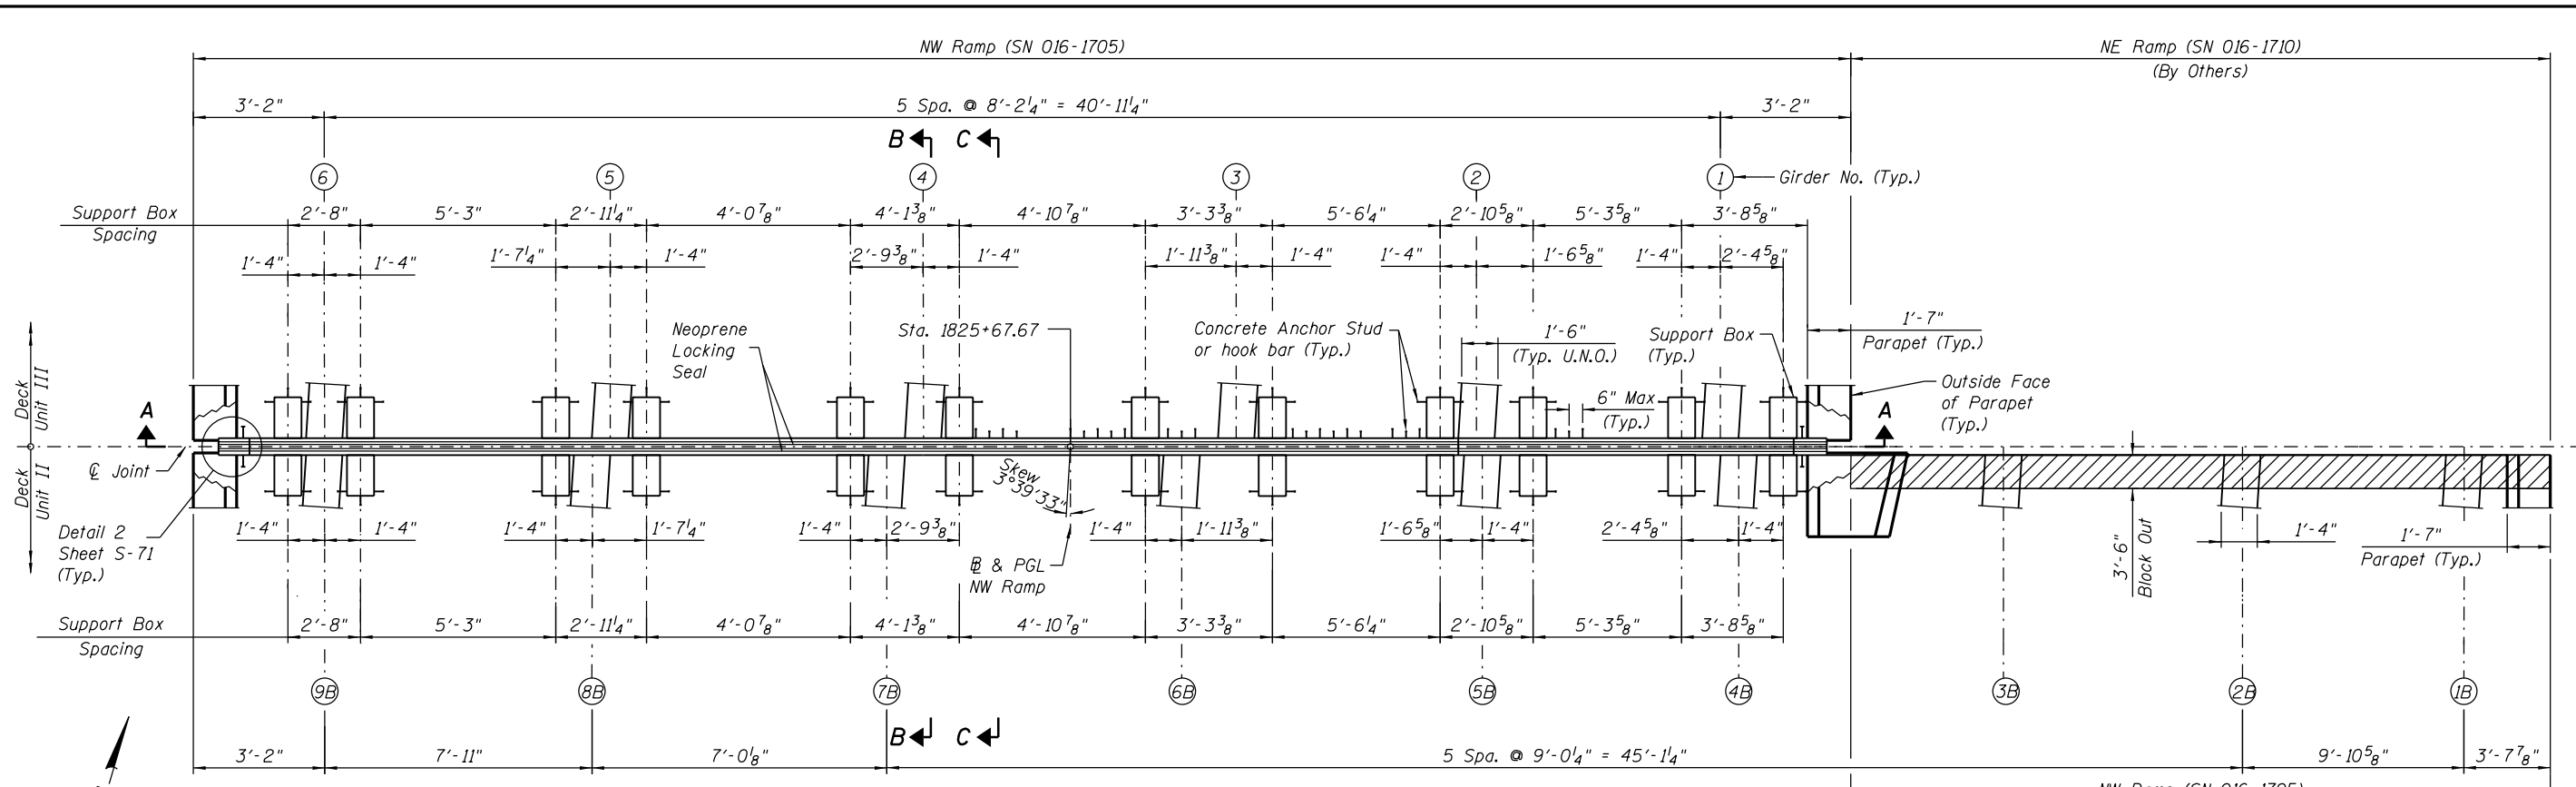 NW Ramp (SN 016-1705)
NE Ramp (SN 016-1710)
(By Others)
3'-2"
5 Spa. @ 8'-2¼" = 40'-11¼"
3'-2"
B C
6 5 4 3 2 1
Girder No. (Typ.)
Support Box
Spacing
2'-8" 5'-3" 2'-11¼" 4'-0⅞" 4'-1⅜" 4'-10⅞" 3'-3⅜" 5'-6¼" 2'-10⅝" 5'-3⅝" 3'-8⅝"
1'-4" 1'-4" 1'-7¼" 1'-4" 2'-9⅜" 1'-4" 1'-11⅜" 1'-4" 1'-4" 1'-6⅝" 1'-4" 2'-4⅝"
Neoprene
Locking
Seal
Sta. 1825+67.67
Concrete Anchor Stud
or hook bar (Typ.)
1'-6"
(Typ. U.N.O.)
Support Box
(Typ.)
1'-7"
Parapet (Typ.)
6" Max
(Typ.)
Outside Face
of Parapet
(Typ.)
Deck
Unit III
A
A
℄ Joint
Deck
Unit II
Skew
3°39'33"
Detail 2
Sheet S-71
(Typ.)
1'-4" 1'-4" 1'-4" 1'-7¼" 1'-4" 2'-9⅜" 1'-4" 1'-11⅜" 1'-6⅝" 1'-4" 2'-4⅝" 1'-4"
3'-6"
Block Out
1'-4"
1'-7"
Parapet (Typ.)
& PGL
NW Ramp
Support Box
Spacing
2'-8" 5'-3" 2'-11¼" 4'-0⅞" 4'-1⅜" 4'-10⅞" 3'-3⅜" 5'-6¼" 2'-10⅝" 5'-3⅝" 3'-8⅝"
9B 8B 7B 6B 5B 4B 3B 2B 1B
B C
3'-2" 7'-11" 7'-0⅛" 5 Spa. @ 9'-0¼" = 45'-1¼" 9'-10⅝" 3'-7⅞"
NW Ramp (SN 016-1705)